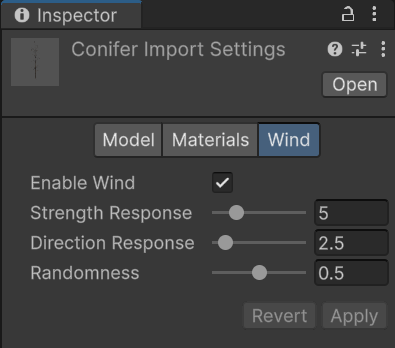 Inspector
Conifer Import Settings
Open
Model Materials Wind
Enable Wind
Strength Response 5
Direction Response 2.5
Randomness 0.5
Revert Apply